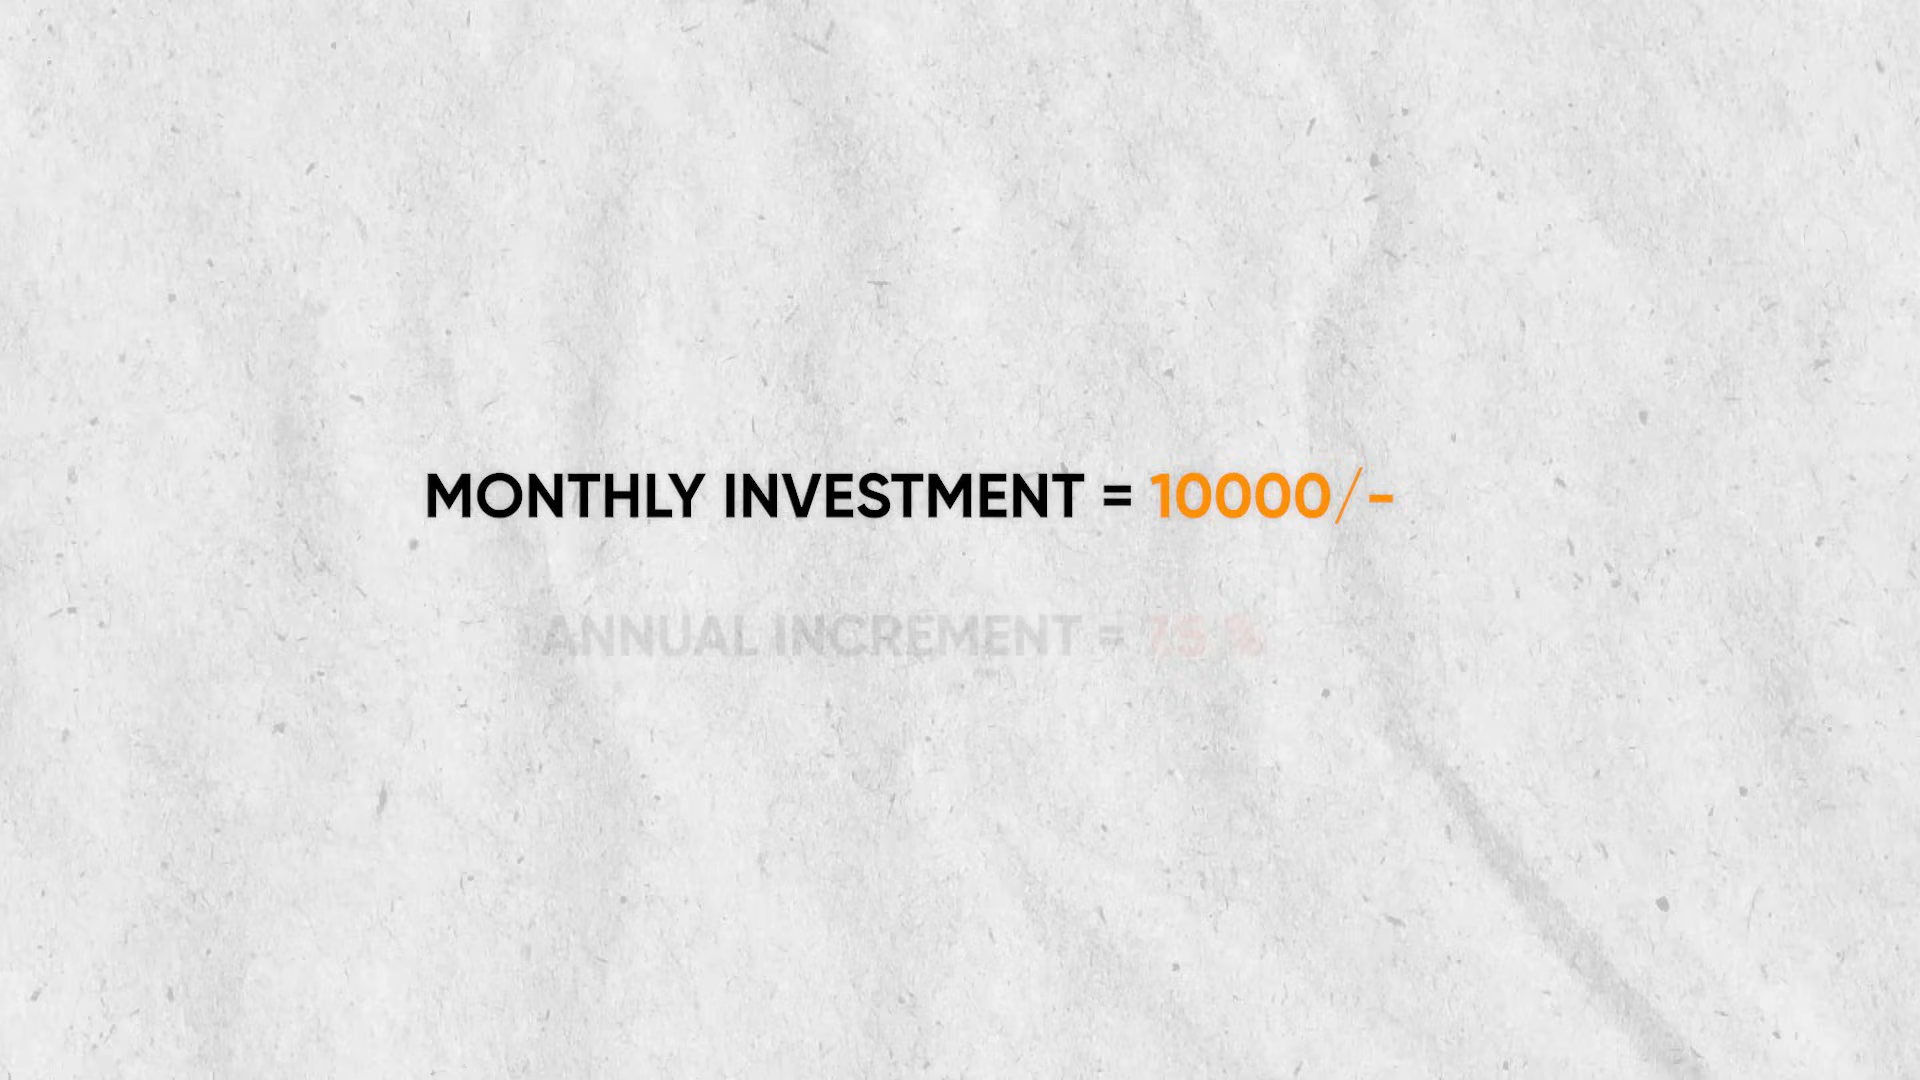 MONTHLY INVESTMENT = 10000/-
ANNUAL INCREMENT =